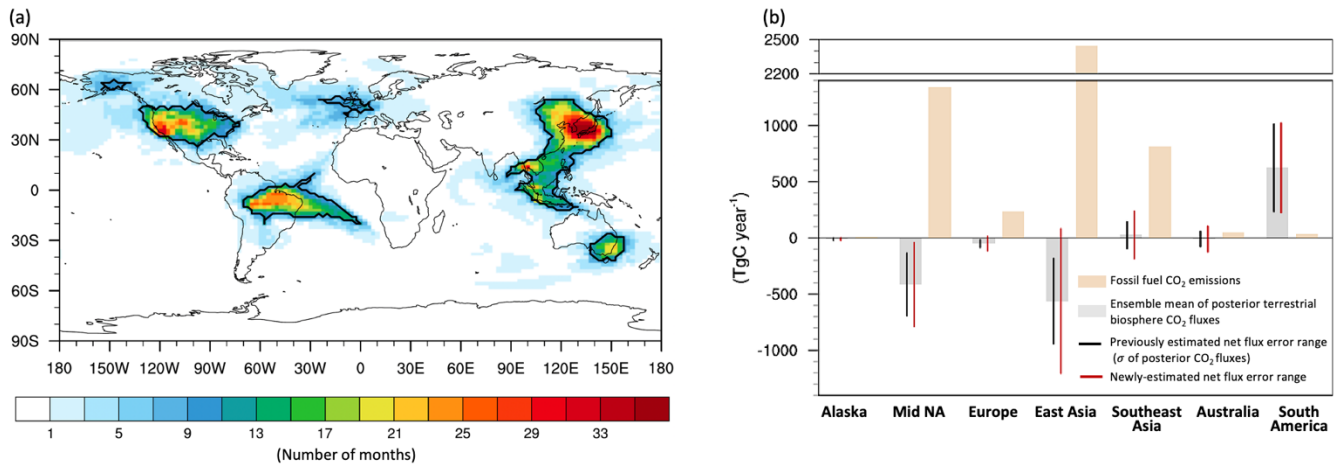 (a)
90N
60N
30N
0
30S
60S
90S
180 150W 120W 90W 60W 30W 0 30E 60E 90E 120E 150E 180
1 5 9 13 17 21 25 29 33
(Number of months)
(b)
2500
2200
1000
500
0
-500
-1000
(TgC year⁻¹)
Fossil fuel CO₂ emissions
Ensemble mean of posterior terrestrial
biosphere CO₂ fluxes
Previously estimated net flux error range
(σ of posterior CO₂ fluxes)
Newly-estimated net flux error range
Alaska Mid NA Europe East Asia Southeast Australia South
Asia America